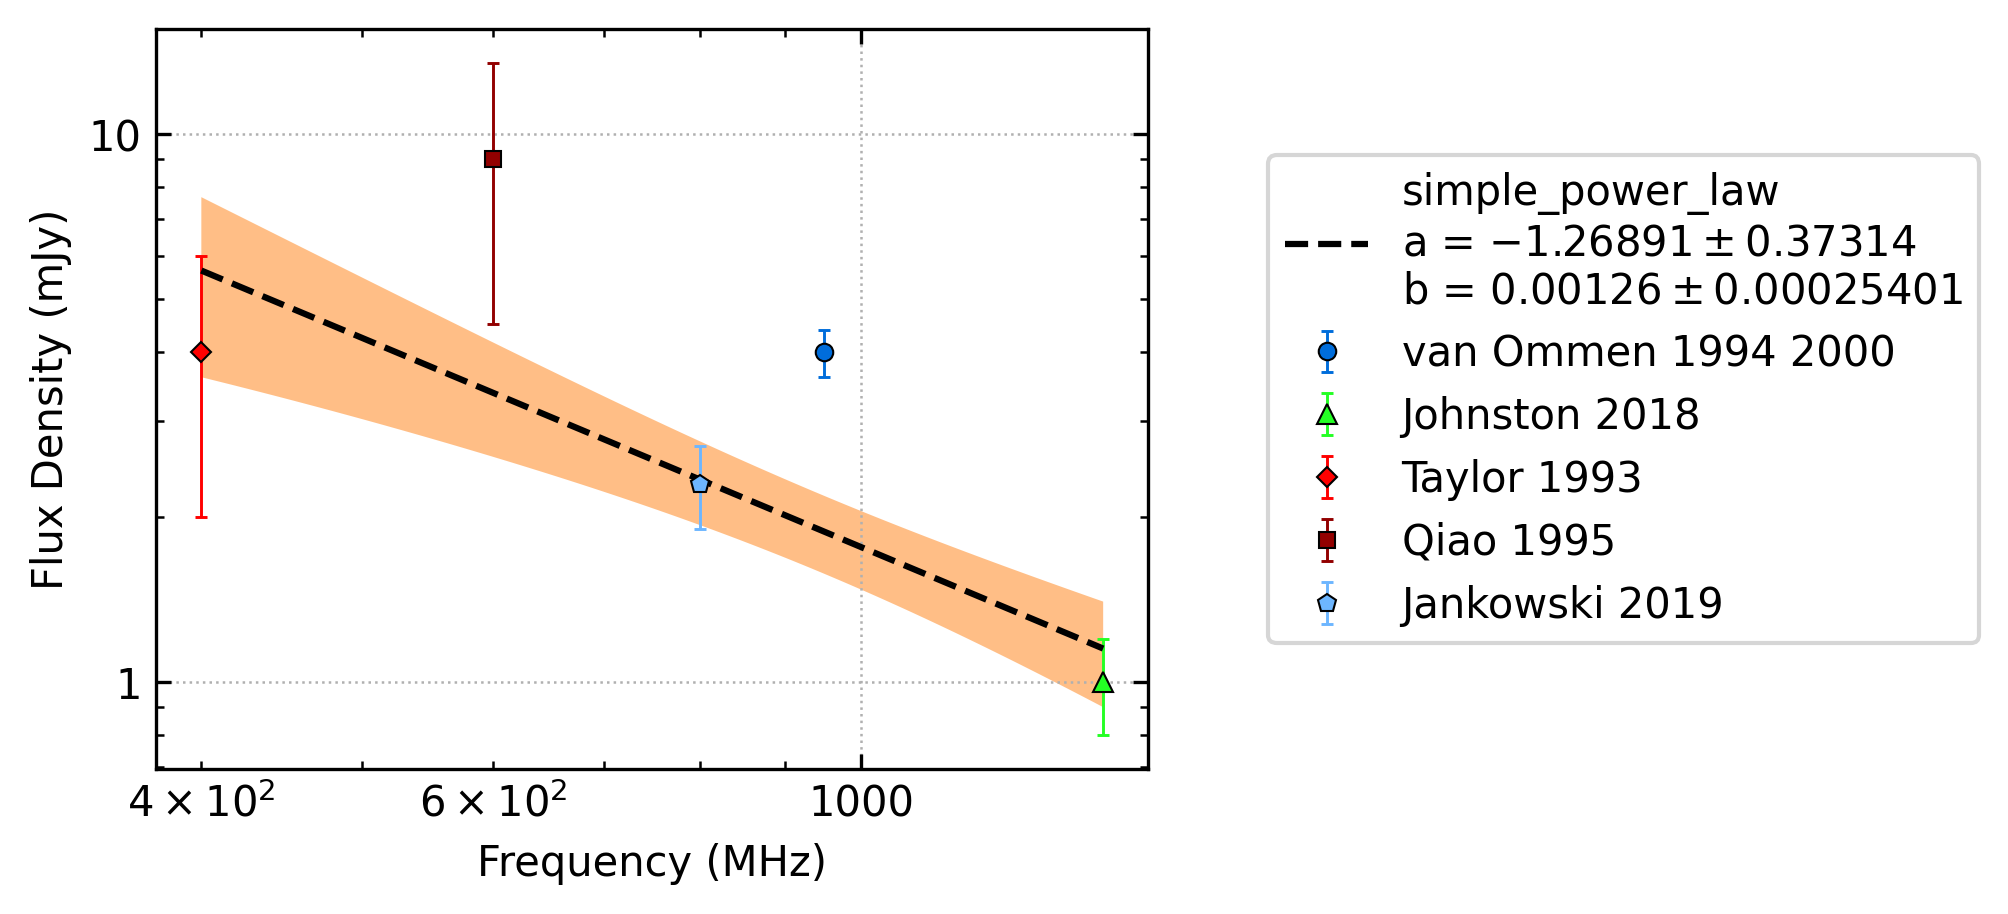 10
1
Flux Density (mJy)
4 × 10²
6 × 10²
1000
Frequency (MHz)
simple_power_law
a = −1.26891 ± 0.37314
b = 0.00126 ± 0.00025401
van Ommen 1994 2000
Johnston 2018
Taylor 1993
Qiao 1995
Jankowski 2019